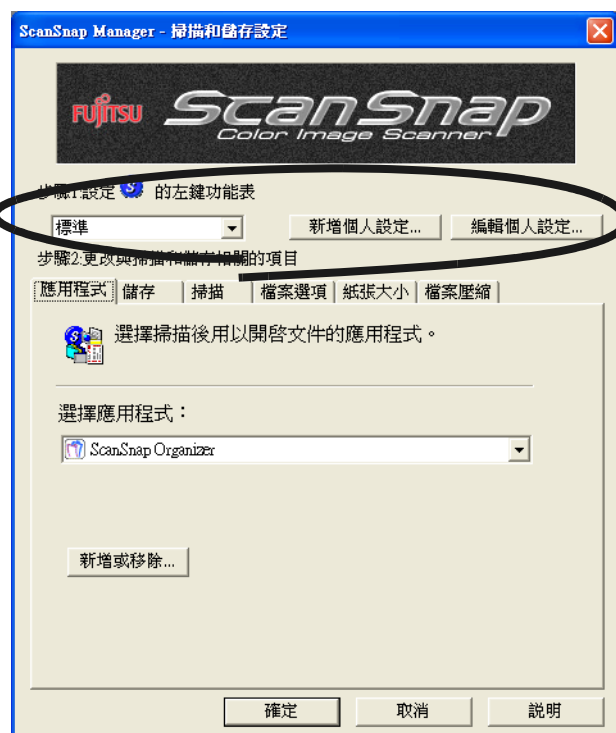 ScanSnap Manager - 掃描和儲存設定
FUJITSU ScanSnap
Color Image Scanner
步驟1:設定 的左鍵功能表
標準 新增個人設定... 編輯個人設定...
步驟2:更改與掃描和儲存相關的項目
應用程式 儲存 掃描 檔案選項 紙張大小 檔案壓縮
選擇掃描後用以開啓文件的應用程式。
選擇應用程式：
ScanSnap Organizer
新增或移除...
確定 取消 說明